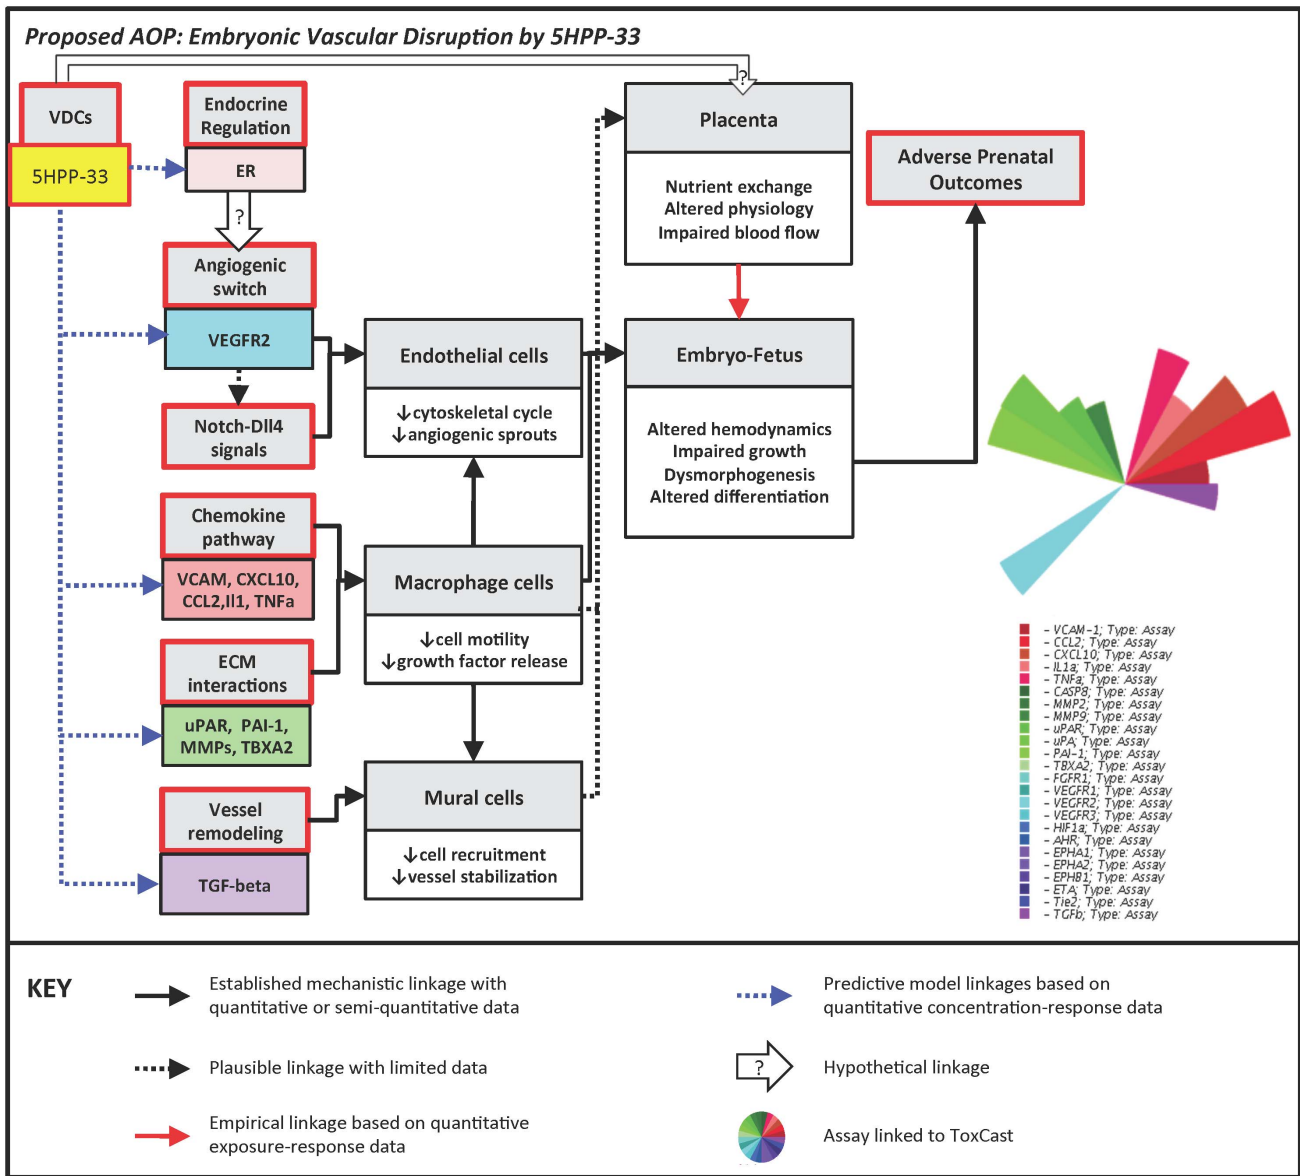 Proposed AOP: Embryonic Vascular Disruption by 5HPP-33
?
VDCs
5HPP-33
Endocrine
Regulation
ER
?
Angiogenic
switch
VEGFR2
Notch-Dll4
signals
Chemokine
pathway
VCAM, CXCL10,
CCL2,Il1, TNFa
ECM
interactions
uPAR, PAI-1,
MMPs, TBXA2
Vessel
remodeling
TGF-beta
Endothelial cells
↓cytoskeletal cycle
↓angiogenic sprouts
Macrophage cells
↓cell motility
↓growth factor release
Mural cells
↓cell recruitment
↓vessel stabilization
Placenta
Nutrient exchange
Altered physiology
Impaired blood flow
Embryo-Fetus
Altered hemodynamics
Impaired growth
Dysmorphogenesis
Altered differentiation
Adverse Prenatal
Outcomes
– VCAM-1; Type: Assay
– CCL2; Type: Assay
– CXCL10; Type: Assay
– IL1a; Type: Assay
– TNFa; Type: Assay
– CASP8; Type: Assay
– MMP2; Type: Assay
– MMP9; Type: Assay
– uPAR; Type: Assay
– uPA; Type: Assay
– PAI-1; Type: Assay
– TBXA2; Type: Assay
– FGFR1; Type: Assay
– VEGFR1; Type: Assay
– VEGFR2; Type: Assay
– VEGFR3; Type: Assay
– HIF1a; Type: Assay
– AHR; Type: Assay
– EPHA1; Type: Assay
– EPHA2; Type: Assay
– EPHB1; Type: Assay
– ETA; Type: Assay
– Tie2; Type: Assay
– TGFb; Type: Assay
KEY
Established mechanistic linkage with
quantitative or semi-quantitative data
Plausible linkage with limited data
Empirical linkage based on quantitative
exposure-response data
Predictive model linkages based on
quantitative concentration-response data
?
Hypothetical linkage
Assay linked to ToxCast